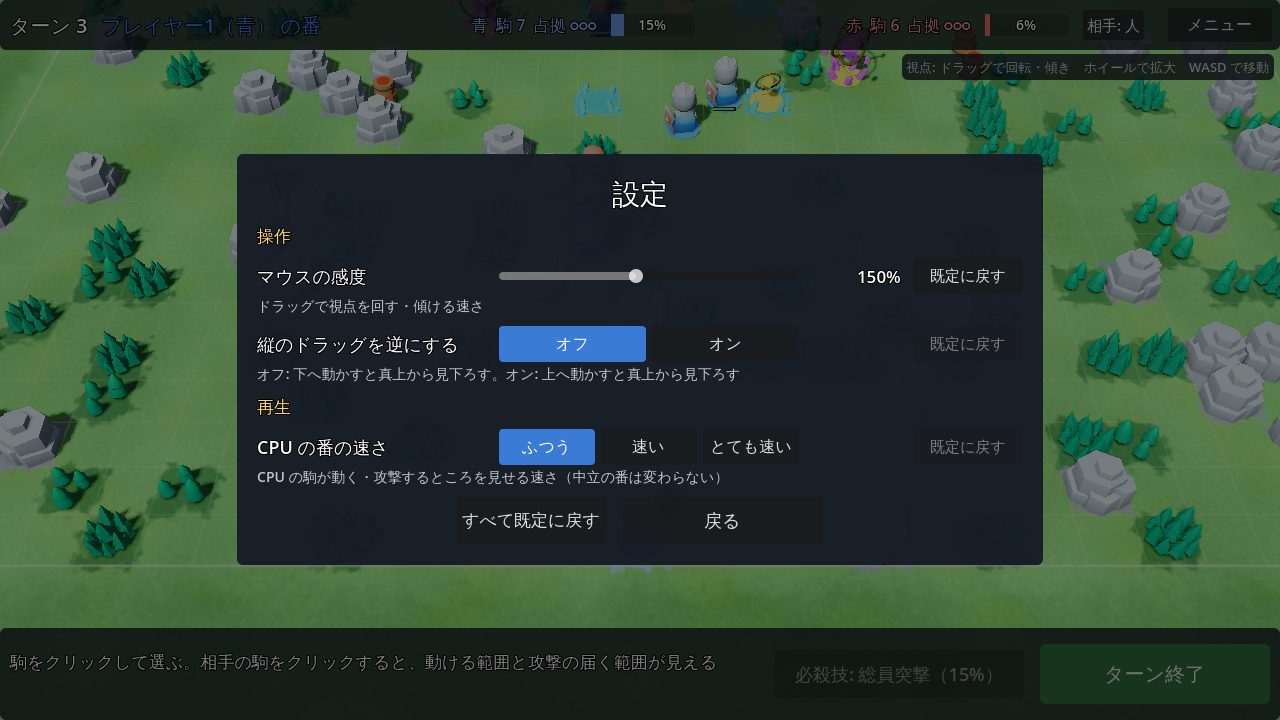 ターン 3 プレイヤー1（青）の番 青 駒 7 占拠 ○○○ 15% 赤 駒 6 占拠 ○○○ 6% 相手: 人 メニュー
視点: ドラッグで回転・傾き ホイールで拡大 WASD で移動
設定
操作
マウスの感度 150% 既定に戻す
ドラッグで視点を回す・傾ける速さ
縦のドラッグを逆にする オフ オン 既定に戻す
オフ: 下へ動かすと真上から見下ろす。オン: 上へ動かすと真上から見下ろす
再生
CPU の番の速さ ふつう 速い とても速い 既定に戻す
CPU の駒が動く・攻撃するところを見せる速さ（中立の番は変わらない）
すべて既定に戻す 戻る
駒をクリックして選ぶ。相手の駒をクリックすると、動ける範囲と攻撃の届く範囲が見える
必殺技: 総員突撃（15%） ターン終了